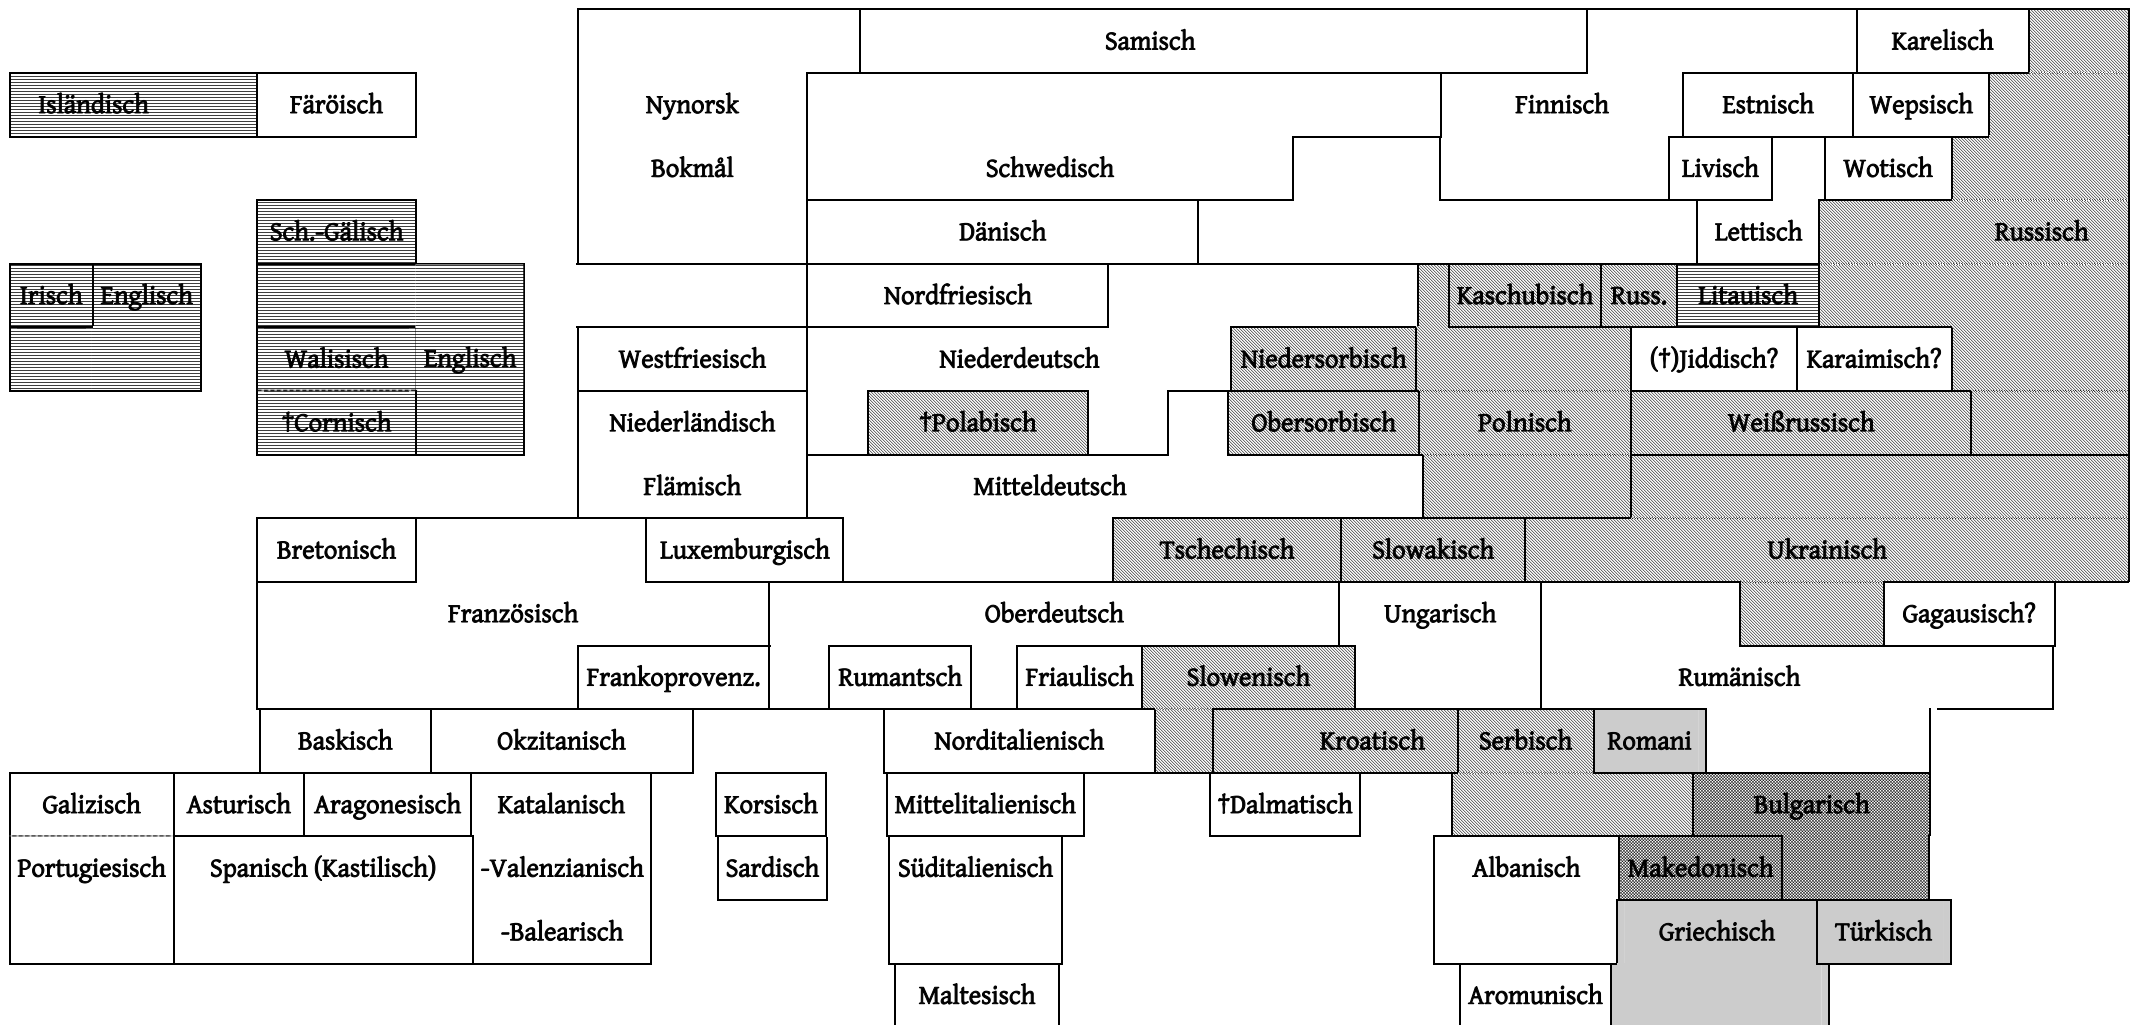 Samisch Karelisch
Isländisch Färöisch Nynorsk Finnisch Estnisch Wepsisch
Bokmål Schwedisch Livisch Wotisch
Sch.-Gälisch Dänisch Lettisch Russisch
Irisch Englisch Nordfriesisch Kaschubisch Russ. Litauisch
Walisisch Englisch Westfriesisch Niederdeutsch Niedersorbisch (†)Jiddisch? Karaimisch?
†Cornisch Niederländisch †Polabisch Obersorbisch Polnisch Weißrussisch
Flämisch Mitteldeutsch
Bretonisch Luxemburgisch Tschechisch Slowakisch Ukrainisch
Französisch Oberdeutsch Ungarisch Gagausisch?
Frankoprovenz. Rumantsch Friaulisch Slowenisch Rumänisch
Baskisch Okzitanisch Norditalienisch Kroatisch Serbisch Romani
Galizisch Asturisch Aragonesisch Katalanisch Korsisch Mittelitalienisch †Dalmatisch Bulgarisch
Portugiesisch Spanisch (Kastilisch) -Valenzianisch Sardisch Süditalienisch Albanisch Makedonisch
-Balearisch Griechisch Türkisch
Maltesisch Aromunisch